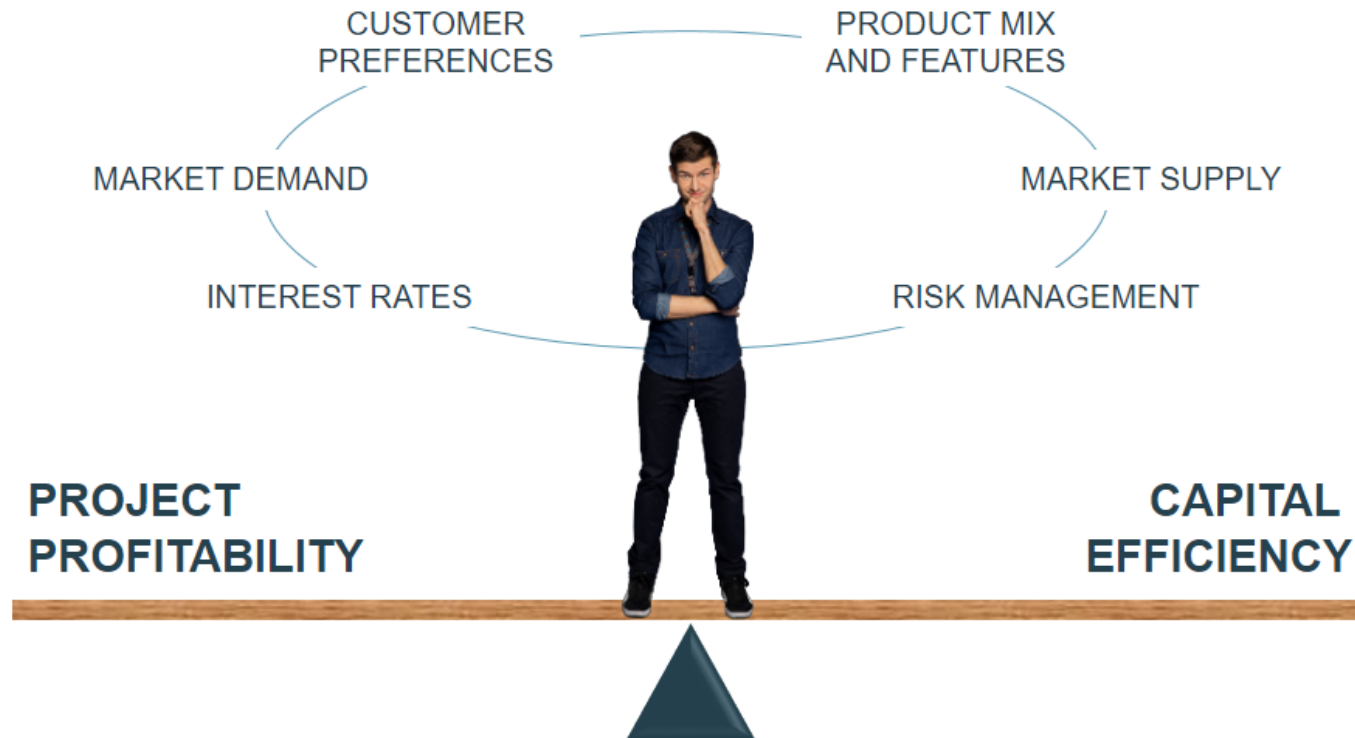 CUSTOMER
PREFERENCES
PRODUCT MIX
AND FEATURES
MARKET DEMAND
MARKET SUPPLY
INTEREST RATES
RISK MANAGEMENT
PROJECT
PROFITABILITY
CAPITAL
EFFICIENCY